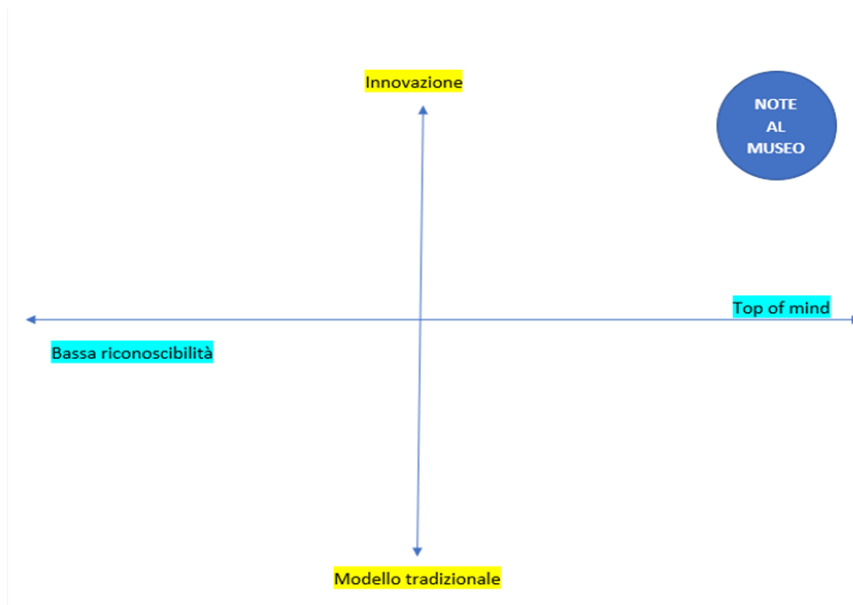 Innovazione
NOTE
AL
MUSEO
Top of mind
Bassa riconoscibilità
Modello tradizionale